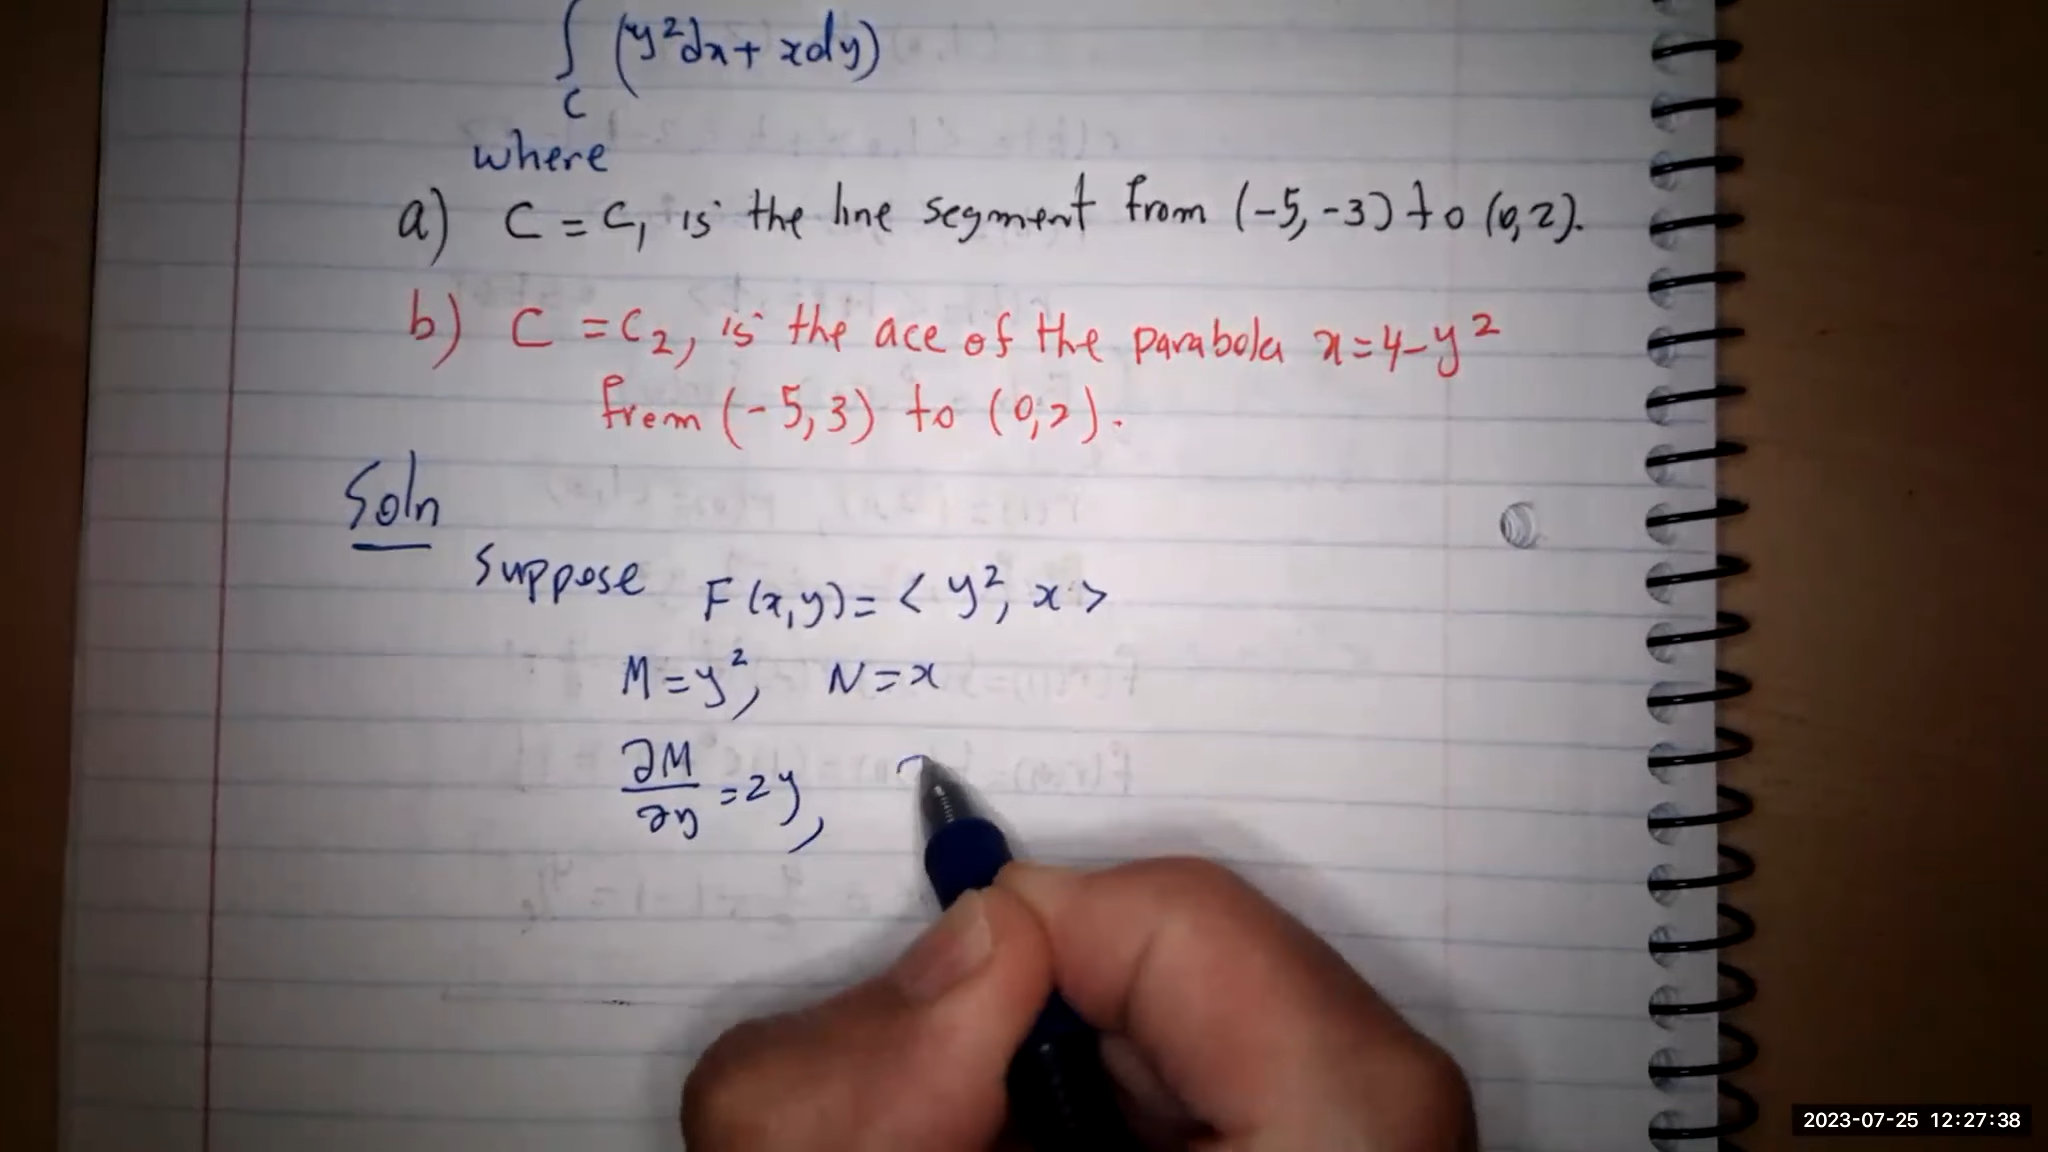 ∫ (y²dx + xdy)
C
where
a) C = C₁ is the line segment from (-5, -3) to (0, 2).
b) C = C₂, is the ace of the parabola x = 4 - y²
from (-5, 3) to (0, 2).
Soln
Suppose F(x, y) = < y², x >
M = y², N = x
∂M/∂y = 2y,
2023-07-25 12:27:38